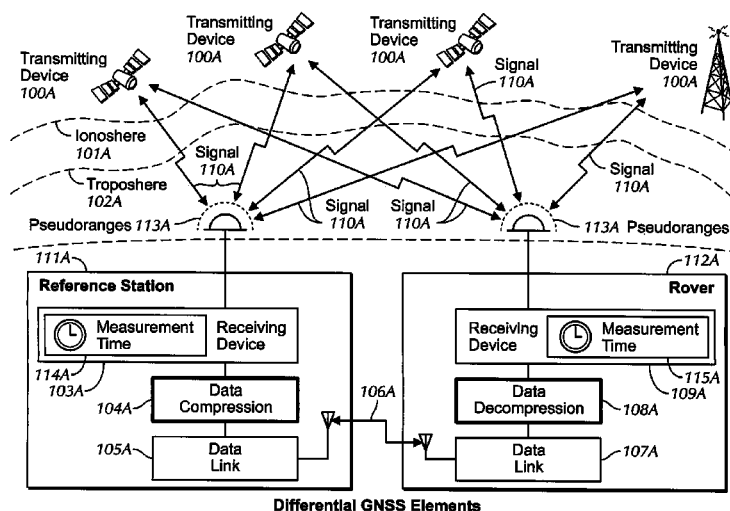 Transmitting
Device
100A
Transmitting
Device
100A
Transmitting
Device
100A
Transmitting
Device
100A
Signal
110A
Ionoshere
101A
Signal
110A
Troposhere
102A
Signal
110A
Pseudoranges 113A
Signal
110A
Signal
110A
113A Pseudoranges
111A
112A
Reference Station
Rover
Measurement
Time
Receiving
Device
Receiving
Device
Measurement
Time
114A
103A
115A
109A
104A
Data
Compression
106A
Data
Decompression
108A
105A
Data
Link
Data
Link
107A
Differential GNSS Elements